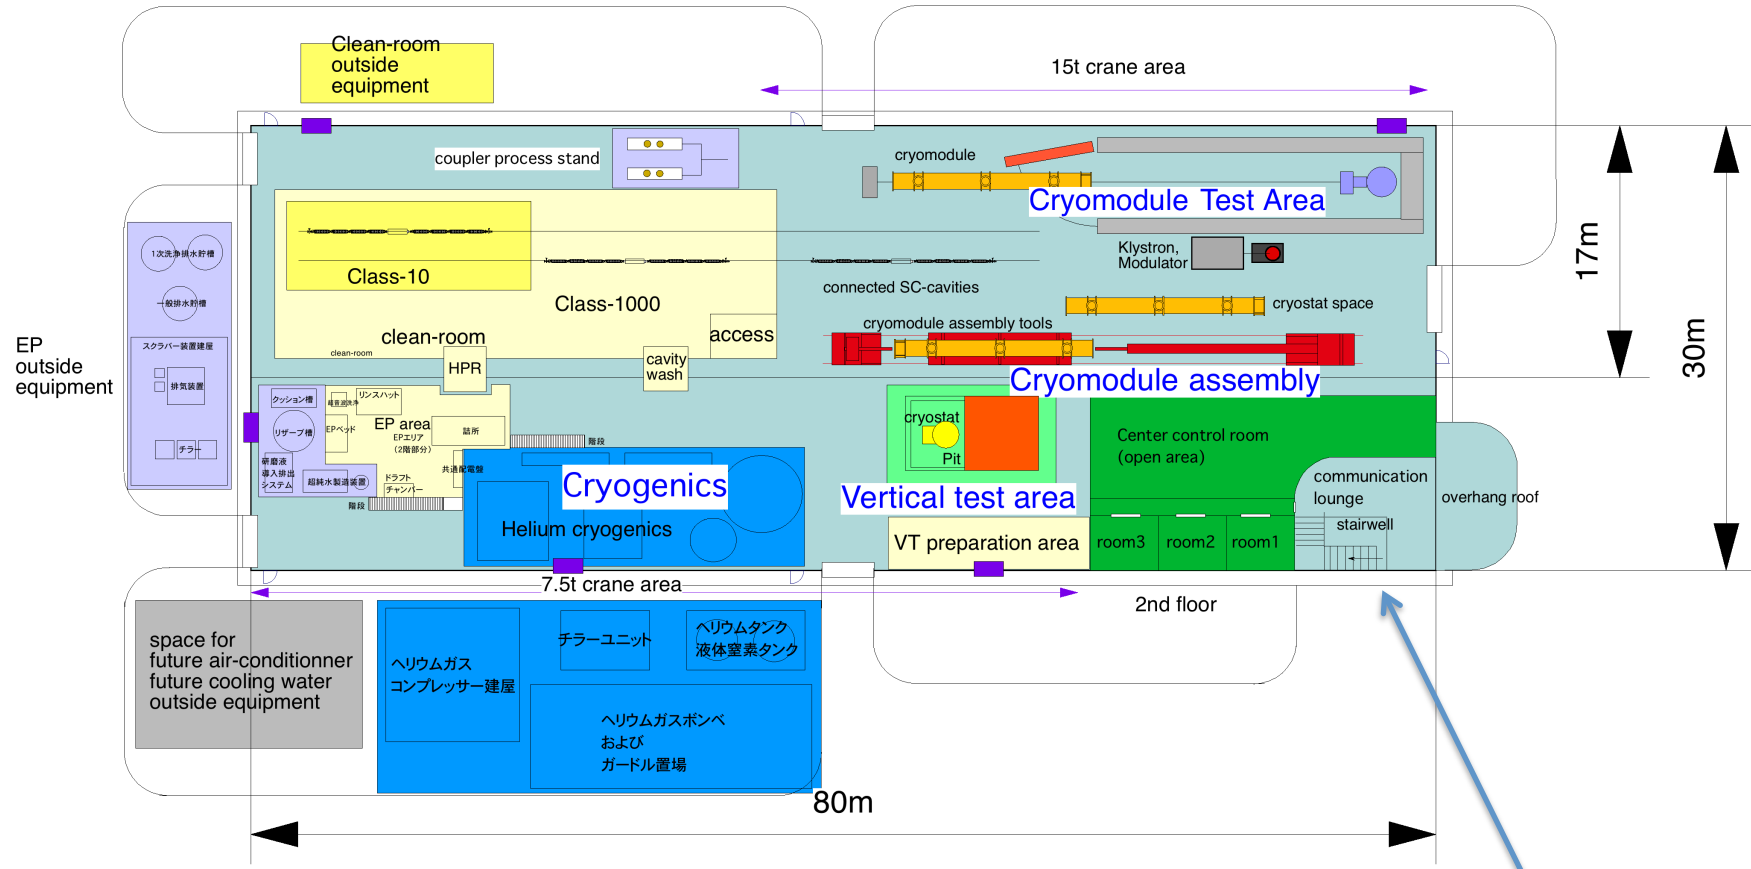 Clean-room
outside
equipment
15t crane area
coupler process stand
cryomodule
Cryomodule Test Area
Klystron,
Modulator
17m
30m
1次洗浄排水貯槽
一般排水貯槽
スクラバー装置建屋
排気装置
チラー
EP
outside
equipment
Class-10
Class-1000
clean-room
clean-room
access
HPR
cavity
wash
connected SC-cavities
cryostat space
cryomodule assembly tools
Cryomodule assembly
クッション槽
超音波洗浄
リンスハット
リザーブ槽
EPベッド
EP area
EPエリア
(2階部分)
詰所
階段
研磨液
導入排出
システム
超純水製造装置
ドラフト
チャンバー
共通配電盤
階段
Cryogenics
Helium cryogenics
cryostat
Pit
Vertical test area
VT preparation area
Center control room
(open area)
communication
lounge
stairwell
overhang roof
room3
room2
room1
7.5t crane area
2nd floor
space for
future air-conditionner
future cooling water
outside equipment
ヘリウムガス
コンプレッサー建屋
チラーユニット
ヘリウムタンク
液体窒素タンク
ヘリウムガスボンベ
および
ガードル置場
80m